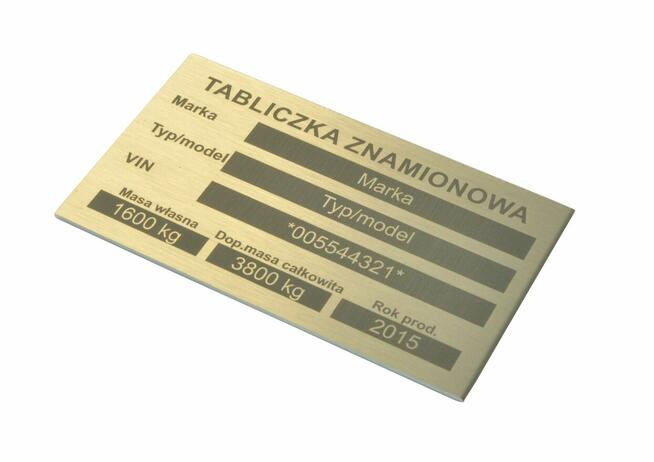 TABLICZKA ZNAMIONOWA
Marka Marka
Typ/model Typ/model
VIN *005544321*
Masa własna Dop.masa całkowita Rok prod.
1600 kg 3800 kg 2015